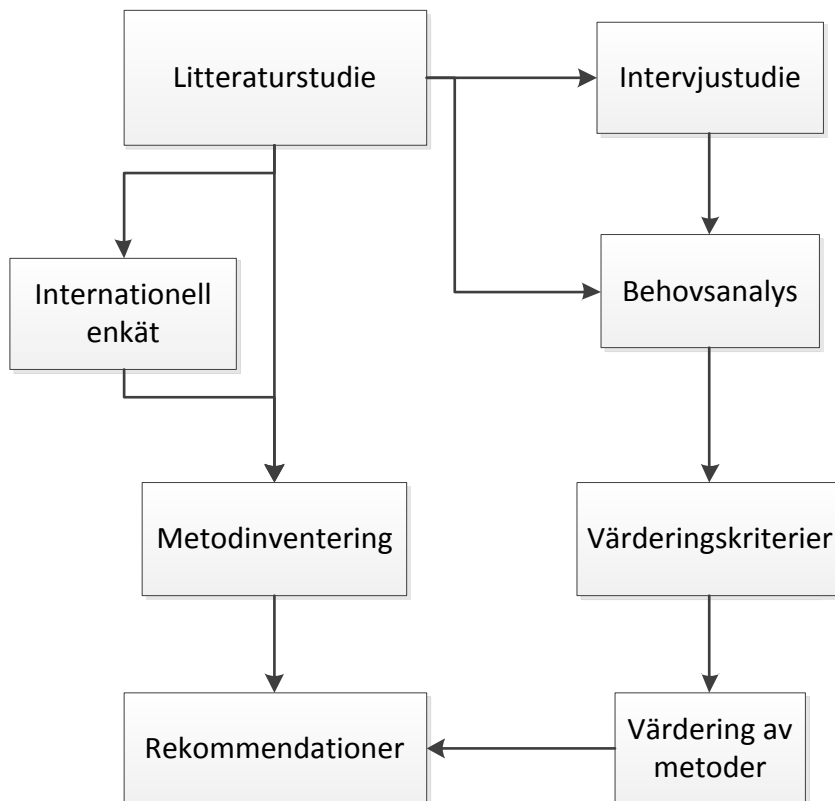 Litteraturstudie
Intervjustudie
Internationell
enkät
Behovsanalys
Metodinventering
Värderingskriterier
Rekommendationer
Värdering av
metoder